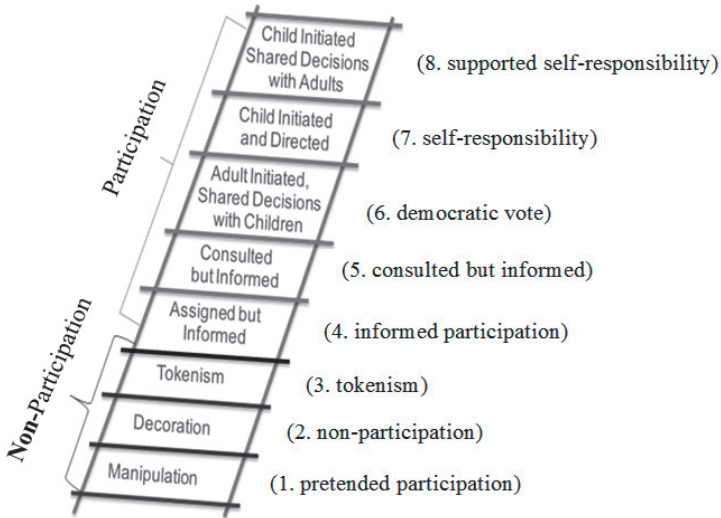 Child Initiated
Shared Decisions
with Adults
(8. supported self-responsibility)
Child Initiated
and Directed
(7. self-responsibility)
Participation
Adult Initiated,
Shared Decisions
with Children
(6. democratic vote)
Consulted
but Informed
(5. consulted but informed)
Assigned but
Informed
(4. informed participation)
Non-Participation
Tokenism
(3. tokenism)
Decoration
(2. non-participation)
Manipulation
(1. pretended participation)